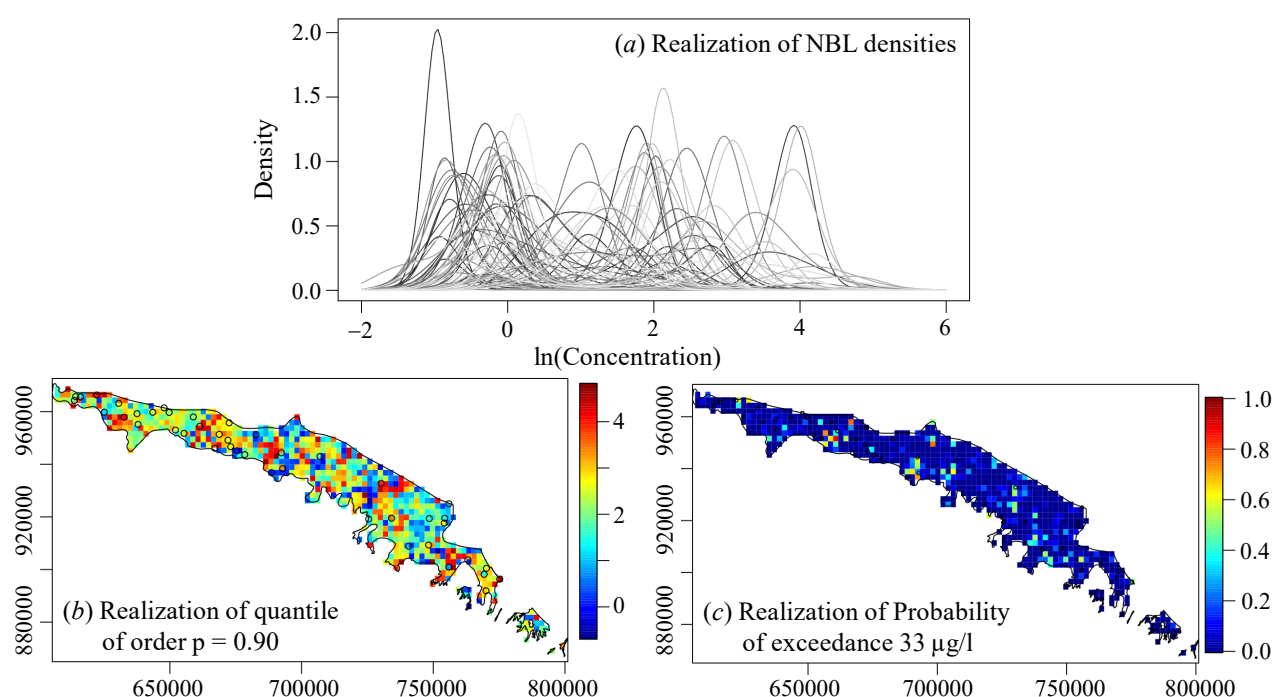 (a) Realization of NBL densities
2.0
1.5
1.0
0.5
0.0
Density
−2 0 2 4 6
ln(Concentration)
960000
920000
880000
4
2
0
(b) Realization of quantile
of order p = 0.90
650000 700000 750000 800000
960000
920000
880000
1.0
0.8
0.6
0.4
0.2
0.0
(c) Realization of Probability
of exceedance 33 µg/l
650000 700000 750000 800000